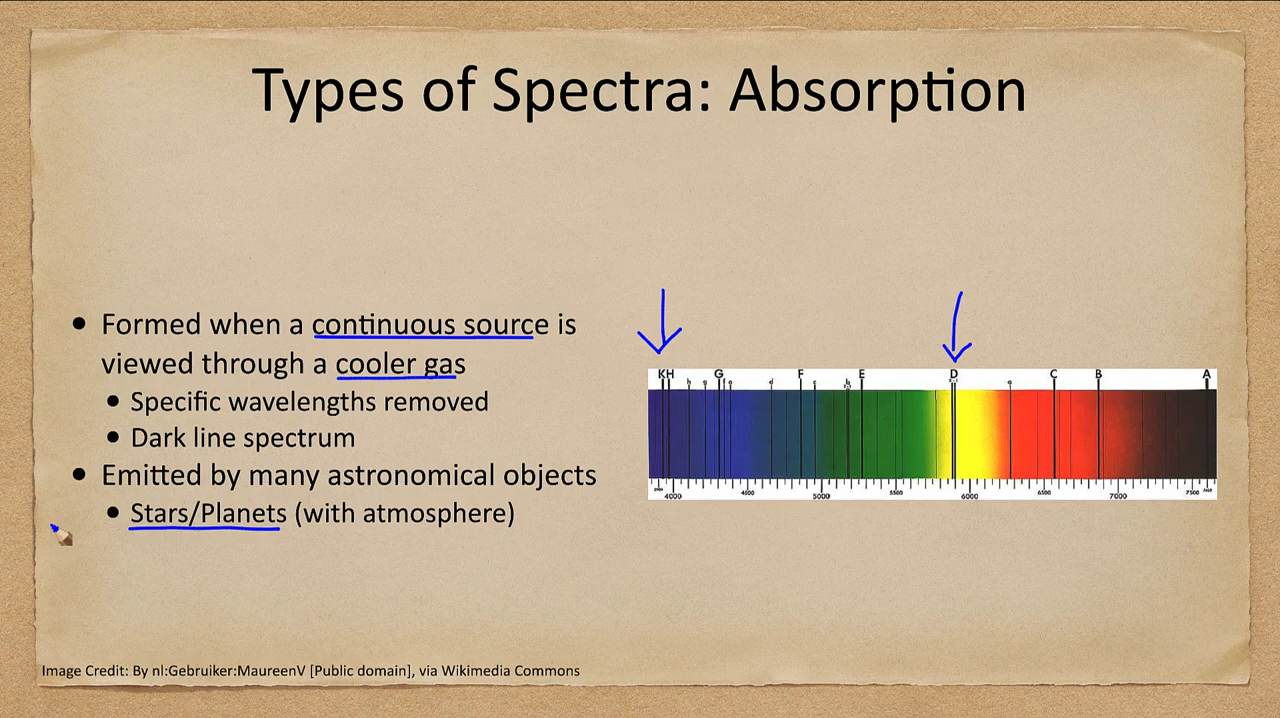 Types of Spectra: Absorption
• Formed when a continuous source is
viewed through a cooler gas
• Specific wavelengths removed
• Dark line spectrum
• Emitted by many astronomical objects
• Stars/Planets (with atmosphere)
KH h g G f e d F c b E D a C B A
4000 4500 5000 5500 6000 6500 7000 7500
Image Credit: By nl:Gebruiker:MaureenV [Public domain], via Wikimedia Commons